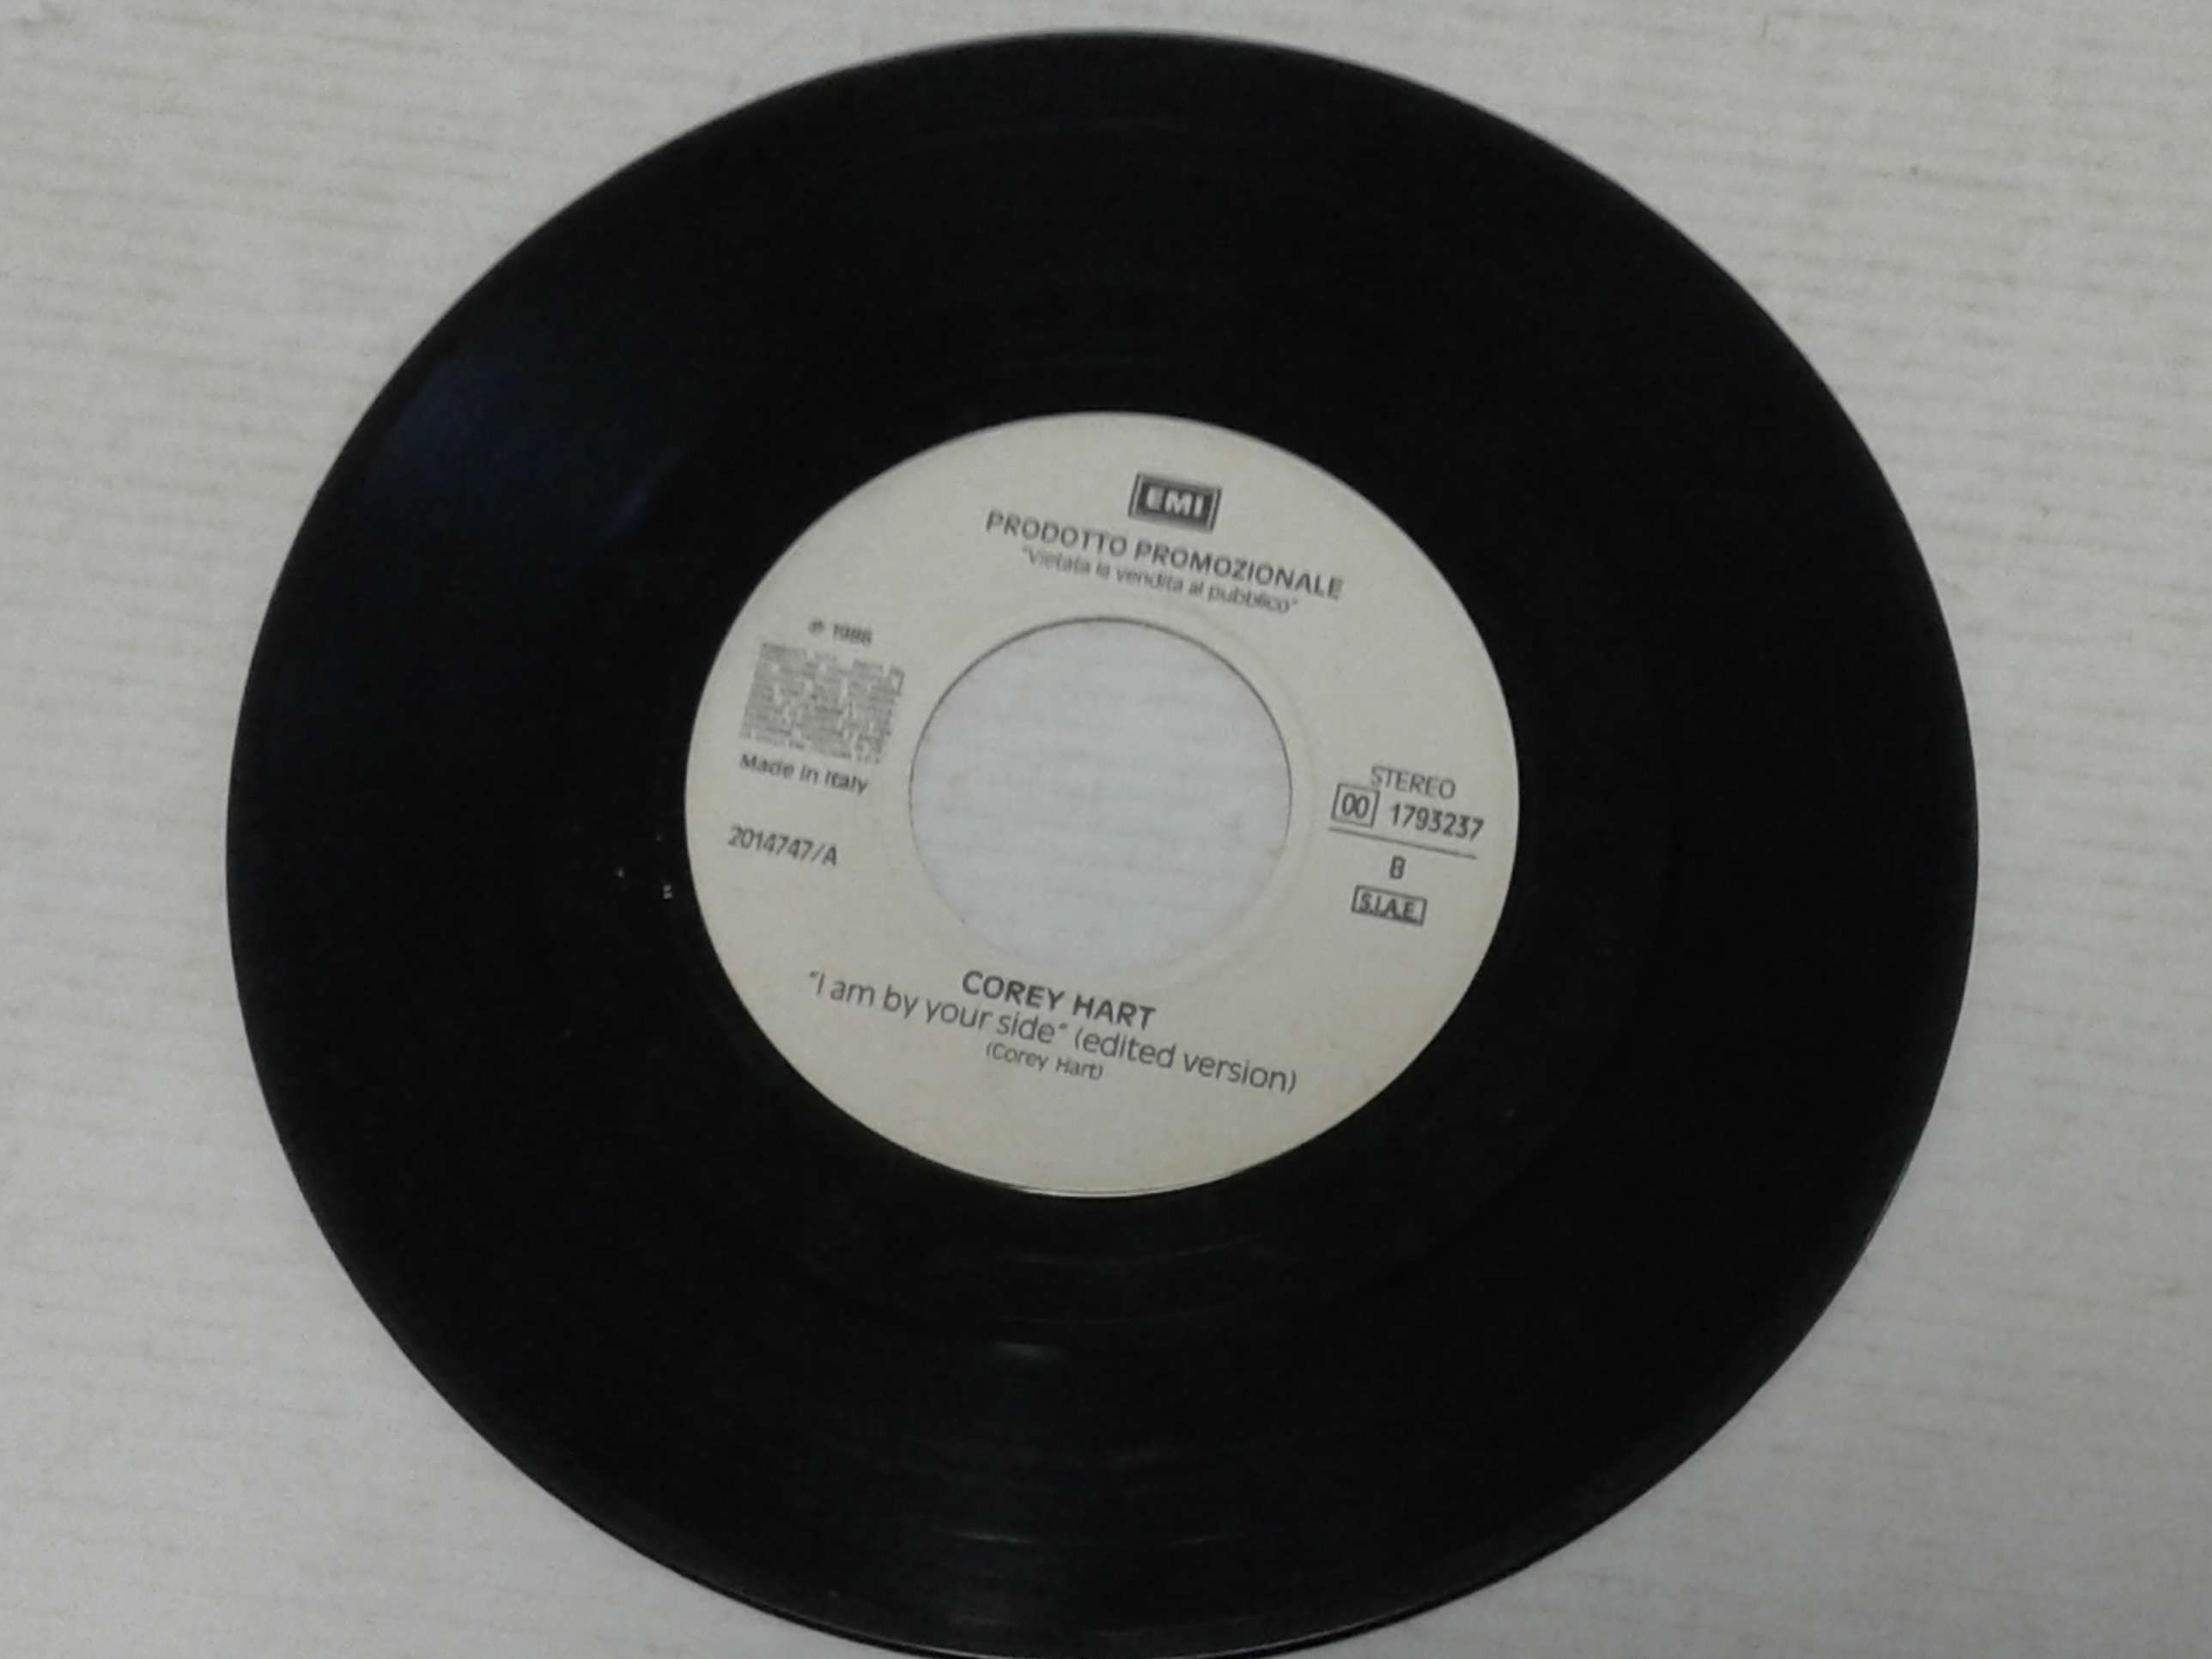 EMI
PRODOTTO PROMOZIONALE
"Vietata la vendita al pubblico"
℗ 1986
Made in Italy
2014747/A
STEREO
00 1793237
B
S.I.A.E.
COREY HART
"I am by your side" (edited version)
(Corey Hart)